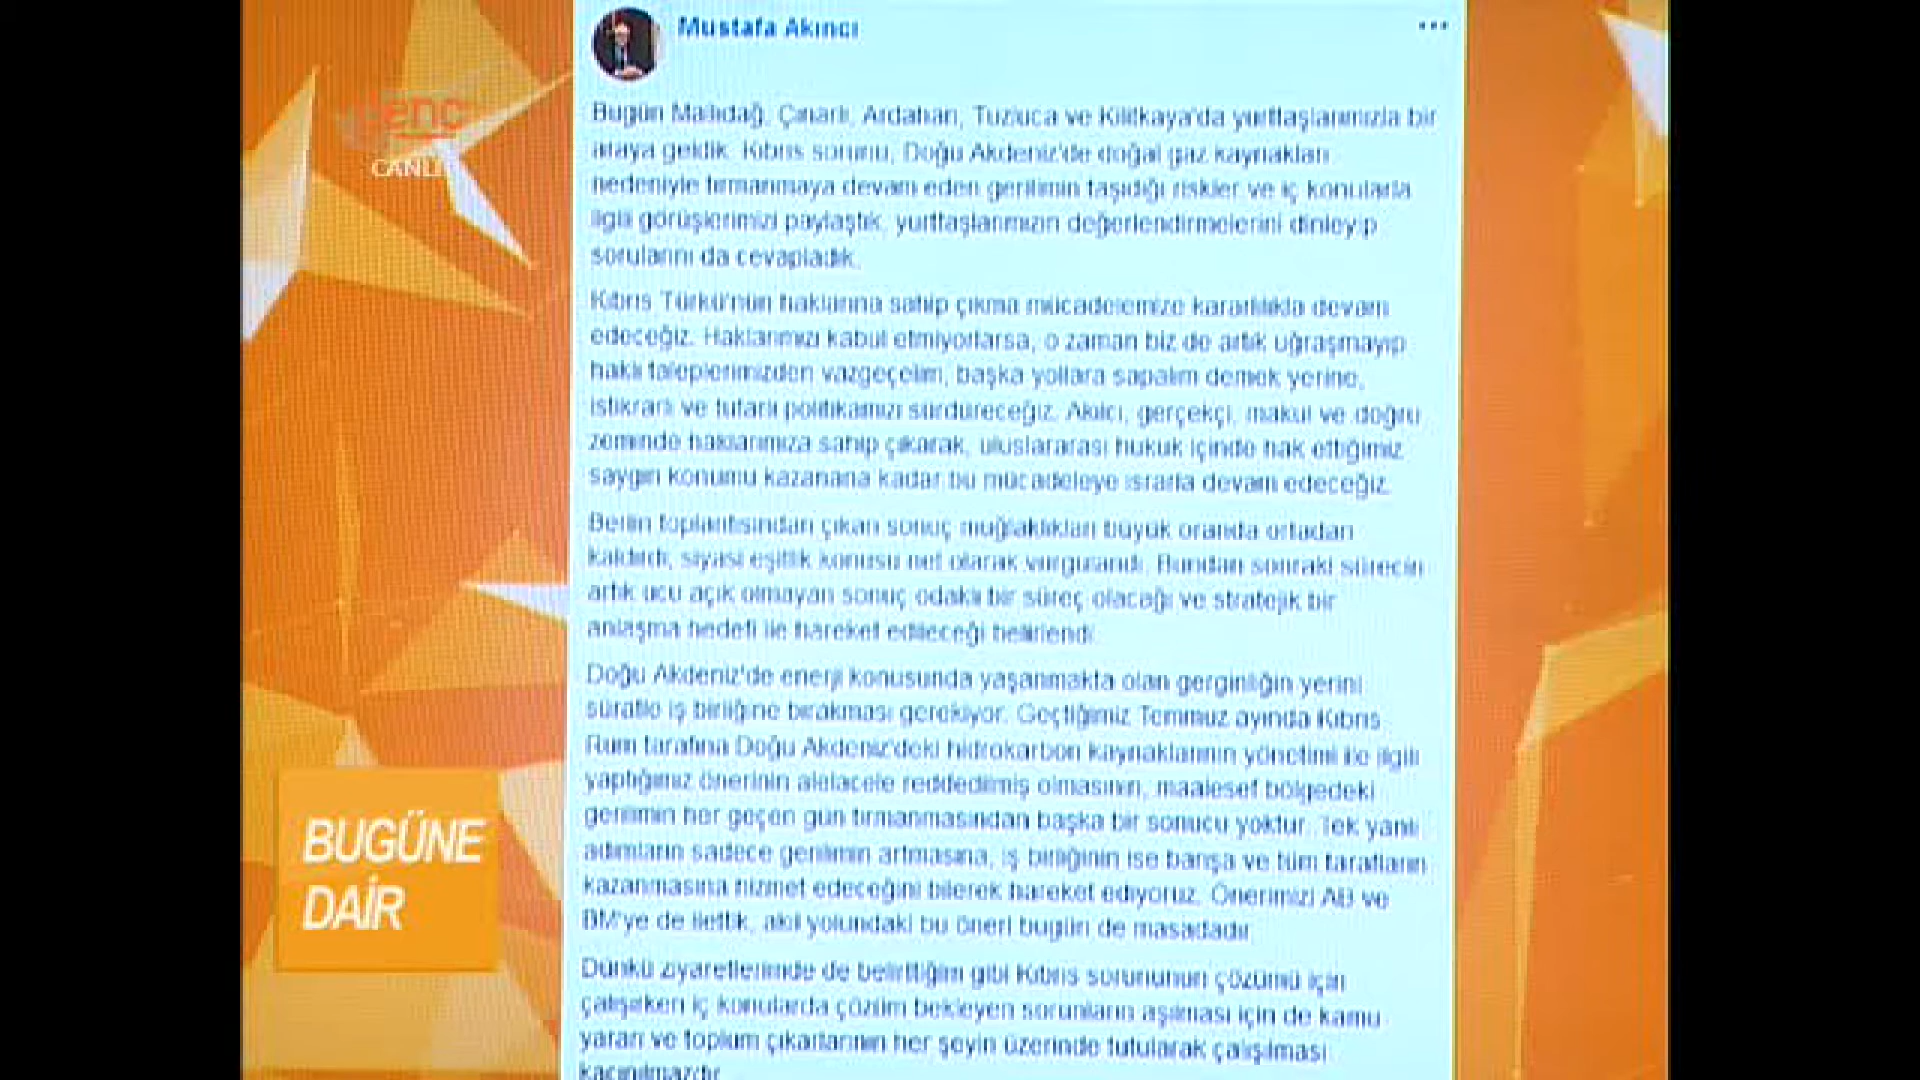 Mustafa Akıncı
genç
CANLI
Bugün Mallıdağ, Çınarlı, Ardahan, Tuzluca ve Kilitkaya'da yurttaşlarımızla bir
araya geldik. Kıbrıs sorunu, Doğu Akdeniz'de doğal gaz kaynakları
nedeniyle tırmanmaya devam eden gerilimin taşıdığı riskler ve iç konularla
ilgili görüşlerimizi paylaştık, yurttaşlarımızın değerlendirmelerini dinleyip
sorularını da cevapladık.
Kıbrıs Türkü'nün haklarına sahip çıkma mücadelemize kararlılıkla devam
edeceğiz. Haklarımızı kabul etmiyorlarsa, o zaman biz de artık uğraşmayıp
haklı taleplerimizden vazgeçelim, başka yollara sapalım demek yerine,
istikrarlı ve tutarlı politikamızı sürdüreceğiz. Akılcı, gerçekçi, makul ve doğru
zeminde haklarımıza sahip çıkarak, uluslararası hukuk içinde hak ettiğimiz
saygın konumu kazanana kadar bu mücadeleye ısrarla devam edeceğiz.
Berlin toplantısından çıkan sonuç muğlaklıkları büyük oranda ortadan
kaldırdı, siyasi eşitlik konusu net olarak vurgulandı. Bundan sonraki sürecin
artık ucu açık olmayan sonuç odaklı bir süreç olacağı ve stratejik bir
anlaşma hedefi ile hareket edileceği belirlendi.
Doğu Akdeniz'de enerji konusunda yaşanmakta olan gerginliğin yerini
süratle iş birliğine bırakması gerekiyor. Geçtiğimiz Temmuz ayında Kıbrıs
Rum tarafına Doğu Akdeniz'deki hidrokarbon kaynaklarının yönetimi ile ilgili
yaptığımız önerinin alelacele reddedilmiş olmasının, maalesef bölgedeki
gerilimin her geçen gün tırmanmasından başka bir sonucu yoktur. Tek yanlı
adımların sadece gerilimin artmasına, iş birliğinin ise barışa ve tüm tarafların
kazanmasına hizmet edeceğini bilerek hareket ediyoruz. Önerimizi AB ve
BM'ye de ilettik, akıl yolundaki bu öneri bugün de masadadır.
Dünkü ziyaretlerimde de belirttiğim gibi Kıbrıs sorununun çözümü için
çalışırken iç konularda çözüm bekleyen sorunların aşılması için de kamu
yararı ve toplum çıkarlarının her şeyin üzerinde tutularak çalışılması
kaçınılmazdır.
BUGÜNE
DAİR